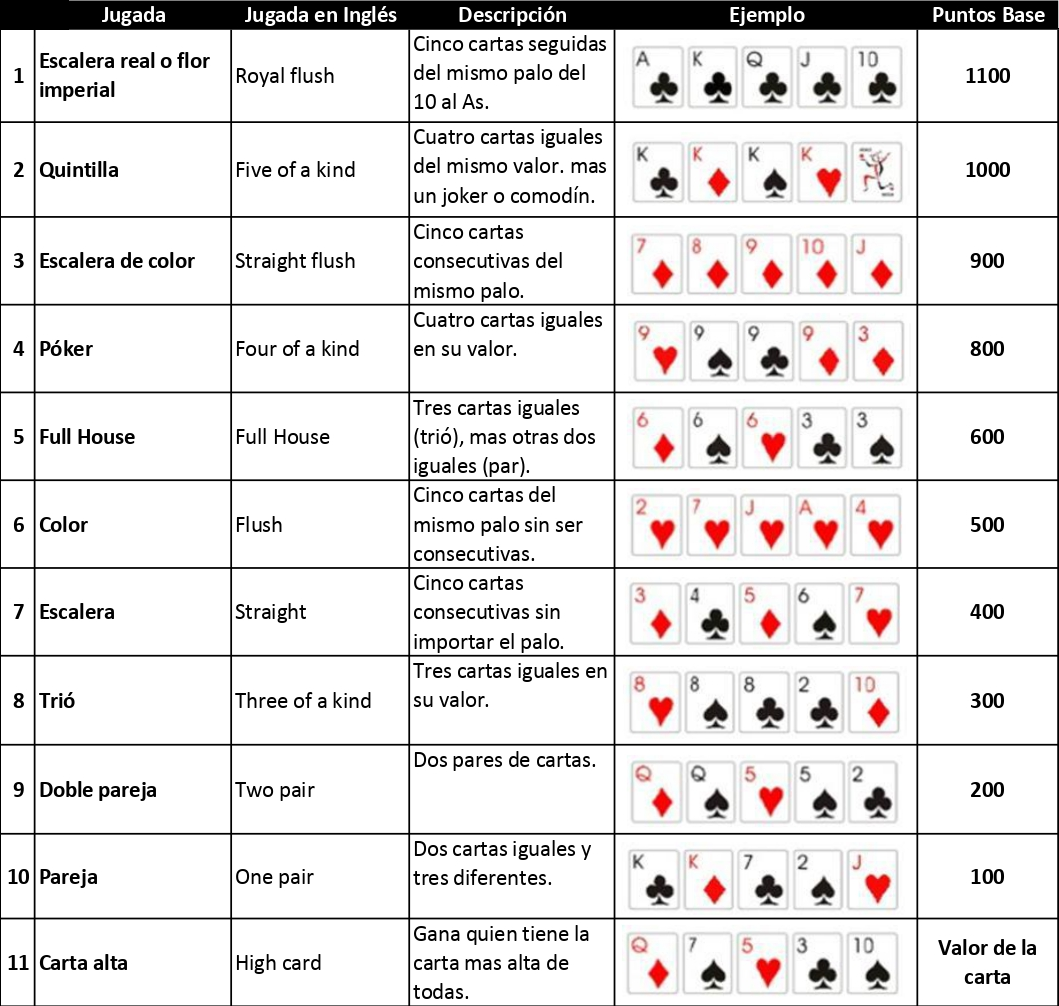 Jugada Jugada en Inglés Descripción Ejemplo Puntos Base
1 Escalera real o flor imperial Royal flush Cinco cartas seguidas del mismo palo del 10 al As. A K Q J 10 1100
2 Quintilla Five of a kind Cuatro cartas iguales del mismo valor. mas un joker o comodín. K K K K 1000
3 Escalera de color Straight flush Cinco cartas consecutivas del mismo palo. 7 8 9 10 J 900
4 Póker Four of a kind Cuatro cartas iguales en su valor. 9 9 9 9 3 800
5 Full House Full House Tres cartas iguales (trió), mas otras dos iguales (par). 6 6 6 3 3 600
6 Color Flush Cinco cartas del mismo palo sin ser consecutivas. 2 7 J A 4 500
7 Escalera Straight Cinco cartas consecutivas sin importar el palo. 3 4 5 6 7 400
8 Trió Three of a kind Tres cartas iguales en su valor. 8 8 8 2 10 300
9 Doble pareja Two pair Dos pares de cartas. Q Q 5 5 2 200
10 Pareja One pair Dos cartas iguales y tres diferentes. K K 7 2 J 100
11 Carta alta High card Gana quien tiene la carta mas alta de todas. Q 7 5 3 10 Valor de la carta